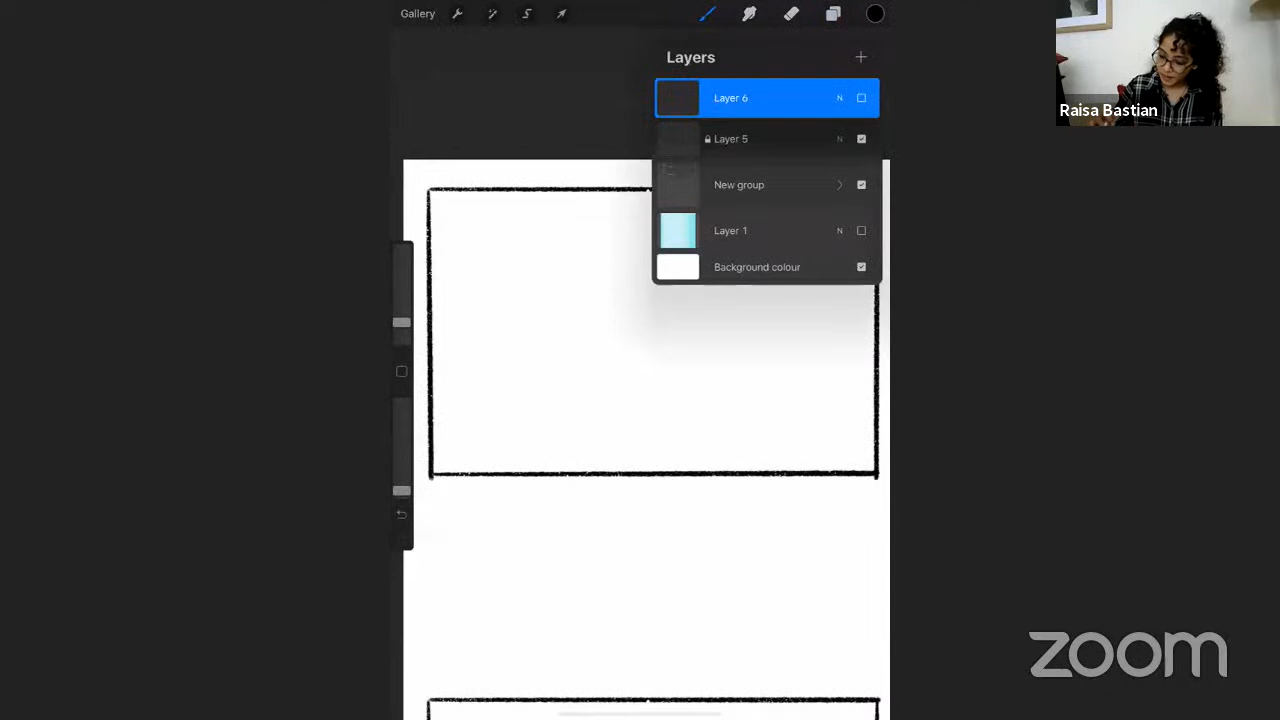 Gallery
Layers
Layer 6 N
Layer 5 N
New group
Layer 1 N
Background colour
Raisa Bastian
zoom